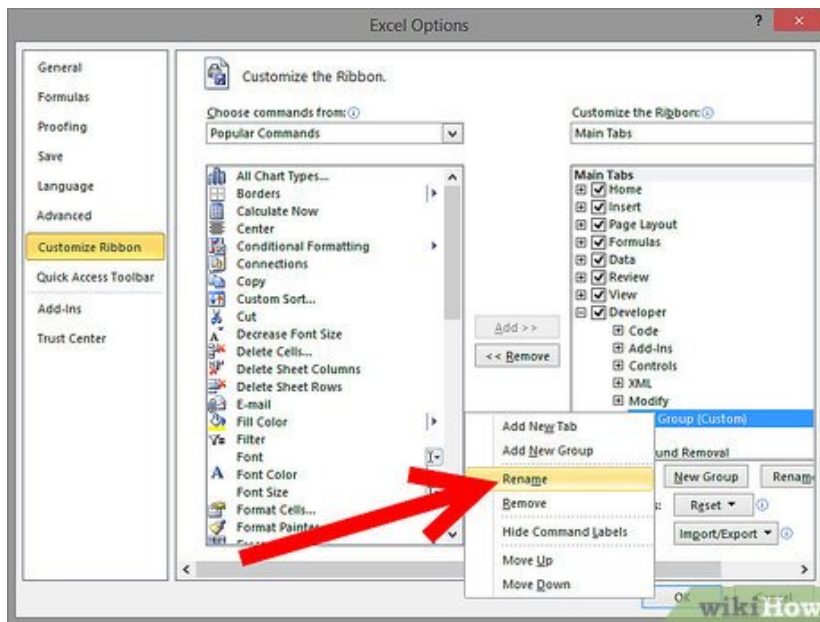 Excel Options
?
General
Formulas
Proofing
Save
Language
Advanced
Customize Ribbon
Quick Access Toolbar
Add-Ins
Trust Center
Customize the Ribbon.
Choose commands from:
Popular Commands
All Chart Types...
Borders
Calculate Now
Center
Conditional Formatting
Connections
Copy
Custom Sort...
Cut
Decrease Font Size
Delete Cells...
Delete Sheet Columns
Delete Sheet Rows
E-mail
Fill Color
Filter
Font
Font Color
Font Size
Format Cells...
Format Painter
Add >>
<< Remove
Customize the Ribbon:
Main Tabs
Main Tabs
Home
Insert
Page Layout
Formulas
Data
Review
View
Developer
Code
Add-Ins
Controls
XML
Modify
Group (Custom)
und Removal
New Group
Renam
Reset
Import/Export
Add New Tab
Add New Group
Rename
Remove
Hide Command Labels
Move Up
Move Down
OK
wikiHow